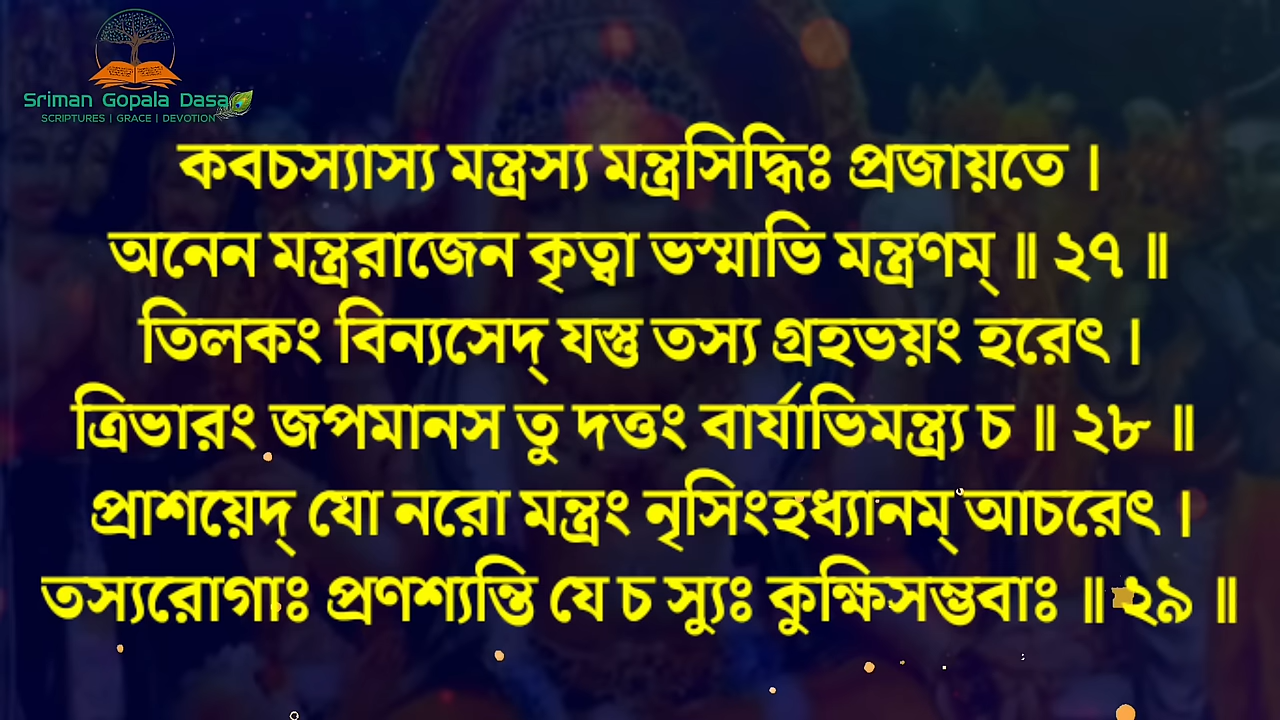 Sriman Gopala Dasa
SCRIPTURES | GRACE | DEVOTION
কবচস্যাস্য মন্ত্রস্য মন্ত্রসিদ্ধিঃ প্রজায়তে ।
অনেন মন্ত্ররাজেন কৃত্বা ভস্মাভি মন্ত্রণম্ ॥ ২৭ ॥
তিলকং বিন্যসেদ্ যস্তু তস্য গ্রহভয়ং হরেৎ ।
ত্রিভারং জপমানস তু দত্তং বার্যাভিমন্ত্র্য চ ॥ ২৮ ॥
প্রাশয়েদ্ যো নরো মন্ত্রং নৃসিংহধ্যানম্ আচরেৎ ।
তস্যরোগাঃ প্রণশ্যন্তি যে চ স্যুঃ কুক্ষিসম্ভবাঃ ॥ ২৯ ॥